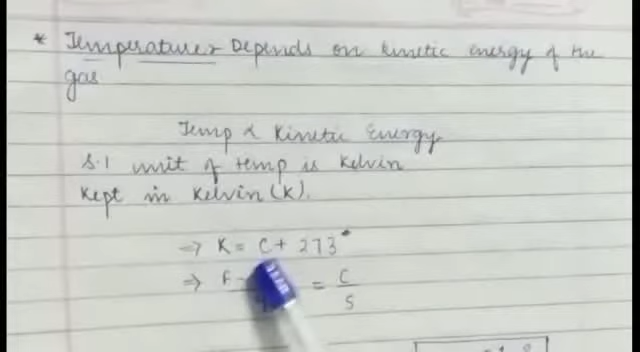 * Temperature Depends on kinetic energy of the
gas
Temp α Kinetic Energy
S.I unit of temp is Kelvin
Kept in Kelvin (K).
→ K = C + 273
→ F - = C
S